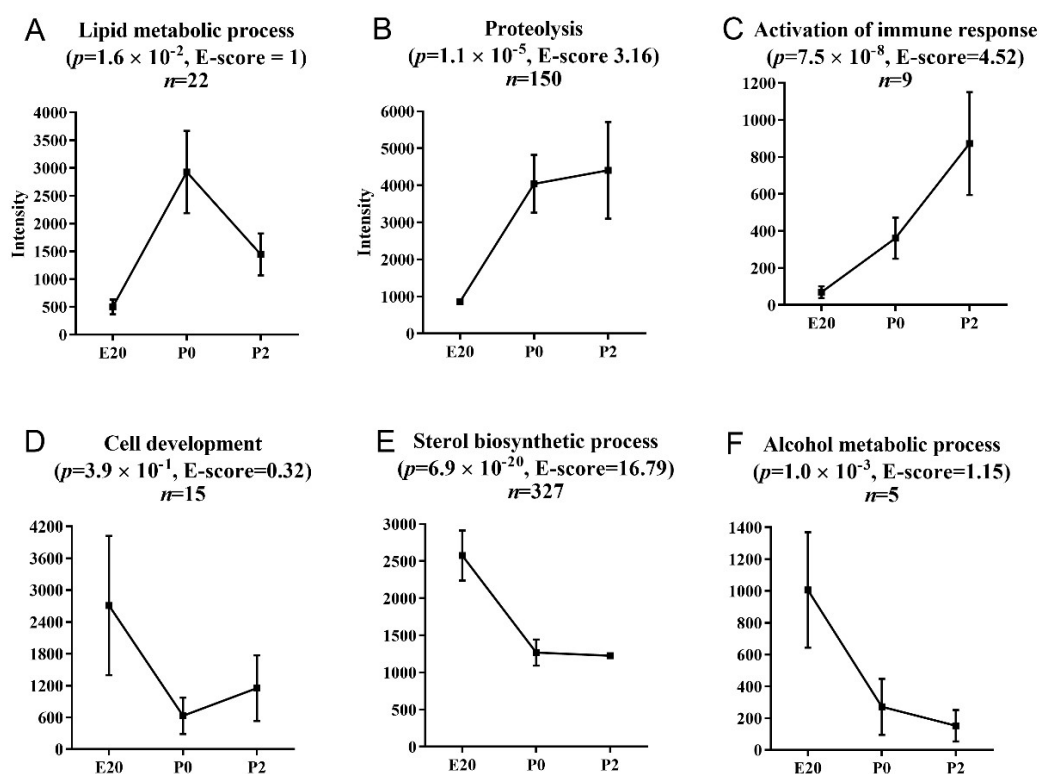 A
Lipid metabolic process
(p=1.6 × 10⁻², E-score = 1)
n=22
4000
3500
3000
2500
2000
1500
1000
500
0
Intensity
E20 P0 P2
B
Proteolysis
(p=1.1 × 10⁻⁵, E-score 3.16)
n=150
6000
5000
4000
3000
2000
1000
0
Intensity
E20 P0 P2
C
Activation of immune response
(p=7.5 × 10⁻⁸, E-score=4.52)
n=9
1200
1000
800
600
400
200
0
E20 P0 P2
D
Cell development
(p=3.9 × 10⁻¹, E-score=0.32)
n=15
4200
3600
3000
2400
1800
1200
600
0
E20 P0 P2
E
Sterol biosynthetic process
(p=6.9 × 10⁻²⁰, E-score=16.79)
n=327
3000
2500
2000
1500
1000
500
0
E20 P0 P2
F
Alcohol metabolic process
(p=1.0 × 10⁻³, E-score=1.15)
n=5
1400
1200
1000
800
600
400
200
0
E20 P0 P2